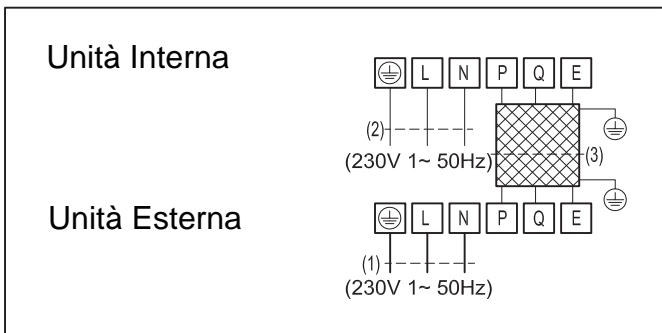 Unità Interna
L N P Q E
(2)
(230V 1~ 50Hz)
(3)
Unità Esterna
L N P Q E
(1)
(230V 1~ 50Hz)